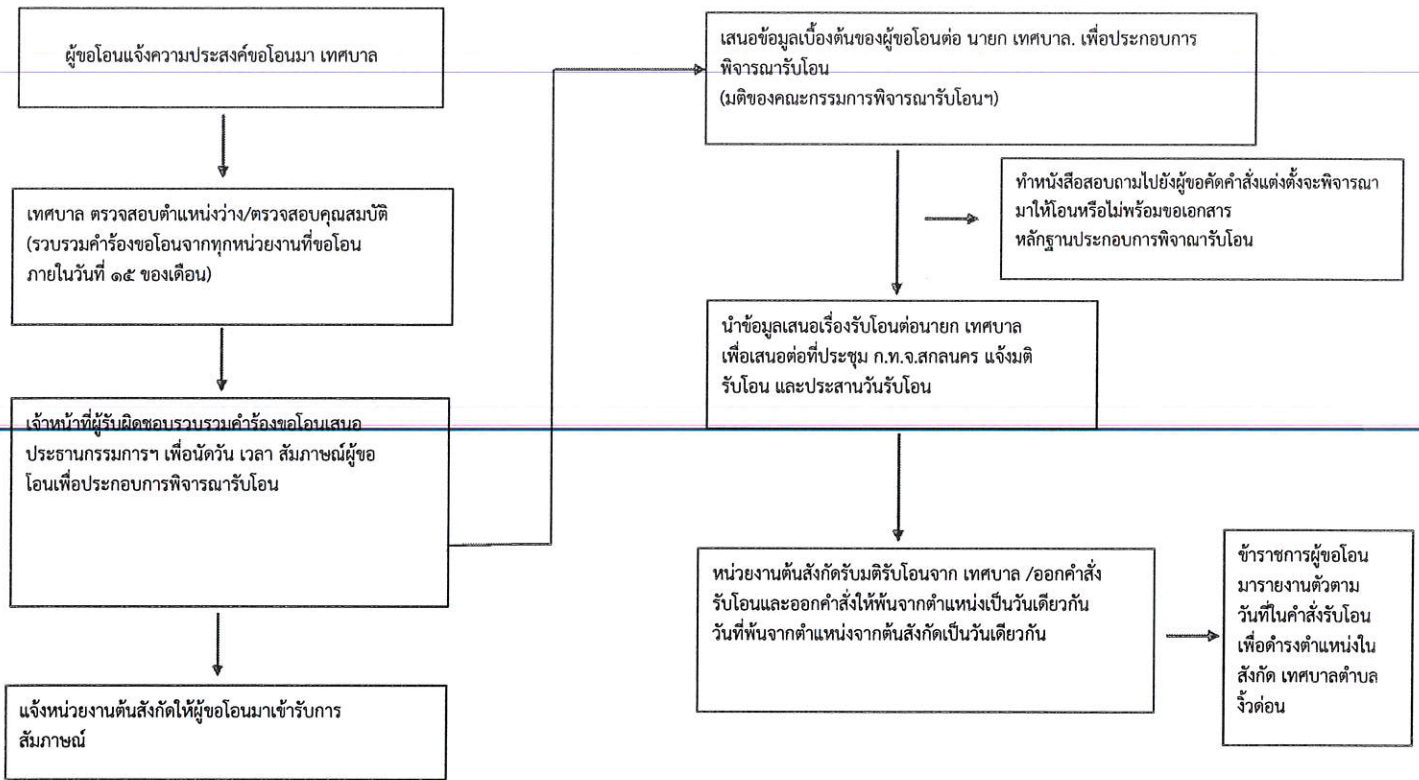 ผู้ขอโอนแจ้งความประสงค์ขอโอนมา เทศบาล
เทศบาล ตรวจสอบตำแหน่งว่าง/ตรวจสอบคุณสมบัติ
(รวบรวมคำร้องขอโอนจากทุกหน่วยงานที่ขอโอน
ภายในวันที่ ๑๕ ของเดือน)
เจ้าหน้าที่ผู้รับผิดชอบรวบรวมคำร้องขอโอนเสนอ
ประธานกรรมการฯ เพื่อนัดวัน เวลา สัมภาษณ์ผู้ขอ
โอนเพื่อประกอบการพิจารณารับโอน
แจ้งหน่วยงานต้นสังกัดให้ผู้ขอโอนมาเข้ารับการ
สัมภาษณ์
เสนอข้อมูลเบื้องต้นของผู้ขอโอนต่อ นายก เทศบาล. เพื่อประกอบการ
พิจารณารับโอน
(มติของคณะกรรมการพิจารณารับโอนฯ)
ทำหนังสือสอบถามไปยังผู้ขอคัดคำสั่งแต่งตั้งจะพิจารณา
มาให้โอนหรือไม่พร้อมขอเอกสาร
หลักฐานประกอบการพิจาณารับโอน
นำข้อมูลเสนอเรื่องรับโอนต่อนายก เทศบาล
เพื่อเสนอต่อที่ประชุม ก.ท.จ.สกลนคร แจ้งมติ
รับโอน และประสานวันรับโอน
หน่วยงานต้นสังกัดรับมติรับโอนจาก เทศบาล /ออกคำสั่ง
รับโอนและออกคำสั่งให้พ้นจากตำแหน่งเป็นวันเดียวกัน
วันที่พ้นจากตำแหน่งจากต้นสังกัดเป็นวันเดียวกัน
ข้าราชการผู้ขอโอน
มารายงานตัวตาม
วันที่ในคำสั่งรับโอน
เพื่อดำรงตำแหน่งใน
สังกัด เทศบาลตำบล
งิ้วด่อน